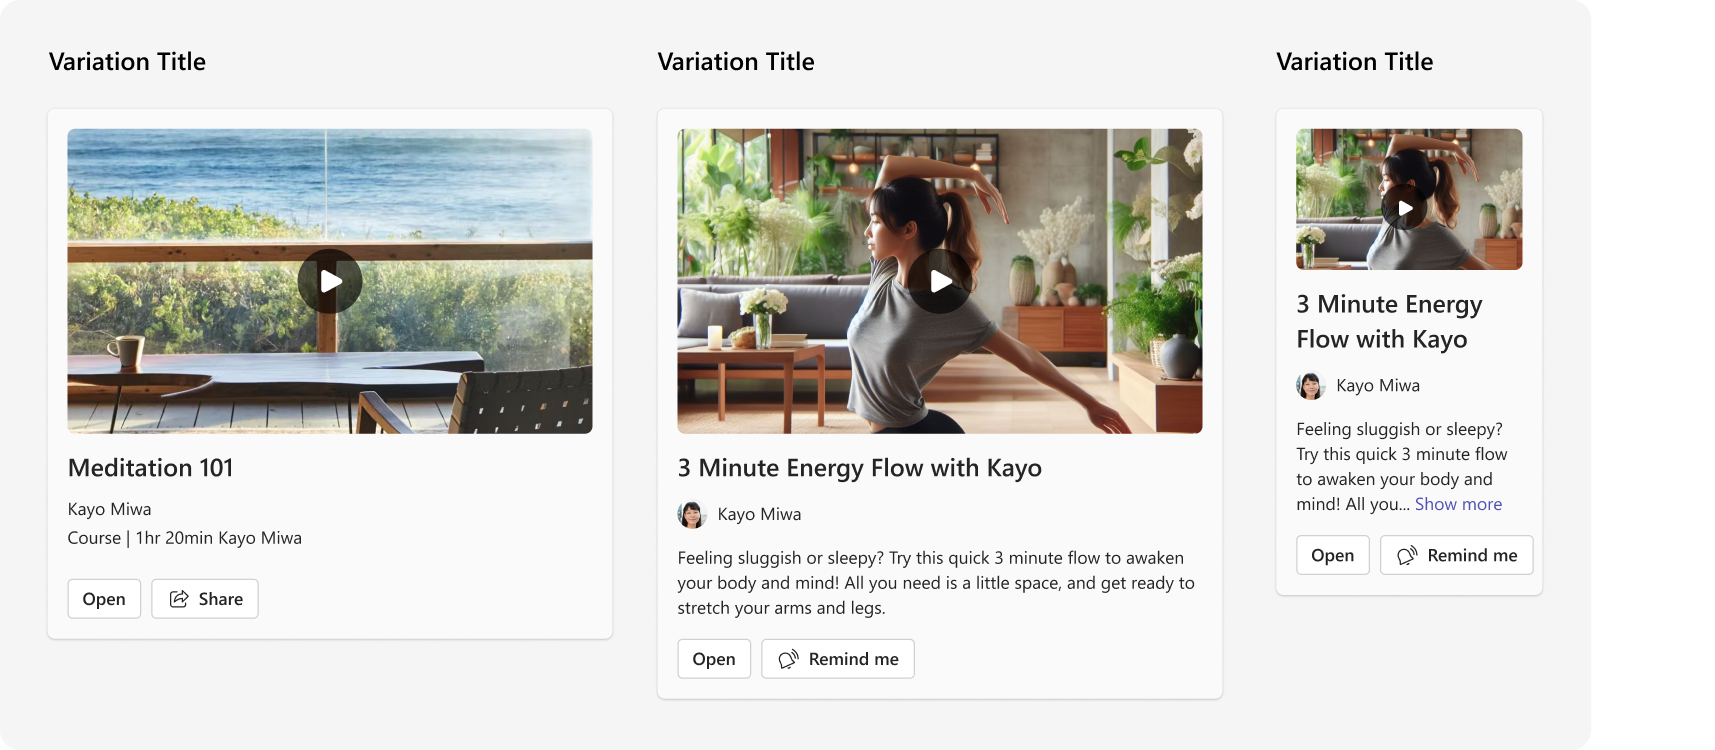 Variation Title
Meditation 101
Kayo Miwa
Course | 1hr 20min Kayo Miwa
Open
Share
Variation Title
3 Minute Energy Flow with Kayo
Kayo Miwa
Feeling sluggish or sleepy? Try this quick 3 minute flow to awaken
your body and mind! All you need is a little space, and get ready to
stretch your arms and legs.
Open
Remind me
Variation Title
3 Minute Energy
Flow with Kayo
Kayo Miwa
Feeling sluggish or sleepy?
Try this quick 3 minute flow
to awaken your body and
mind! All you... Show more
Open
Remind me